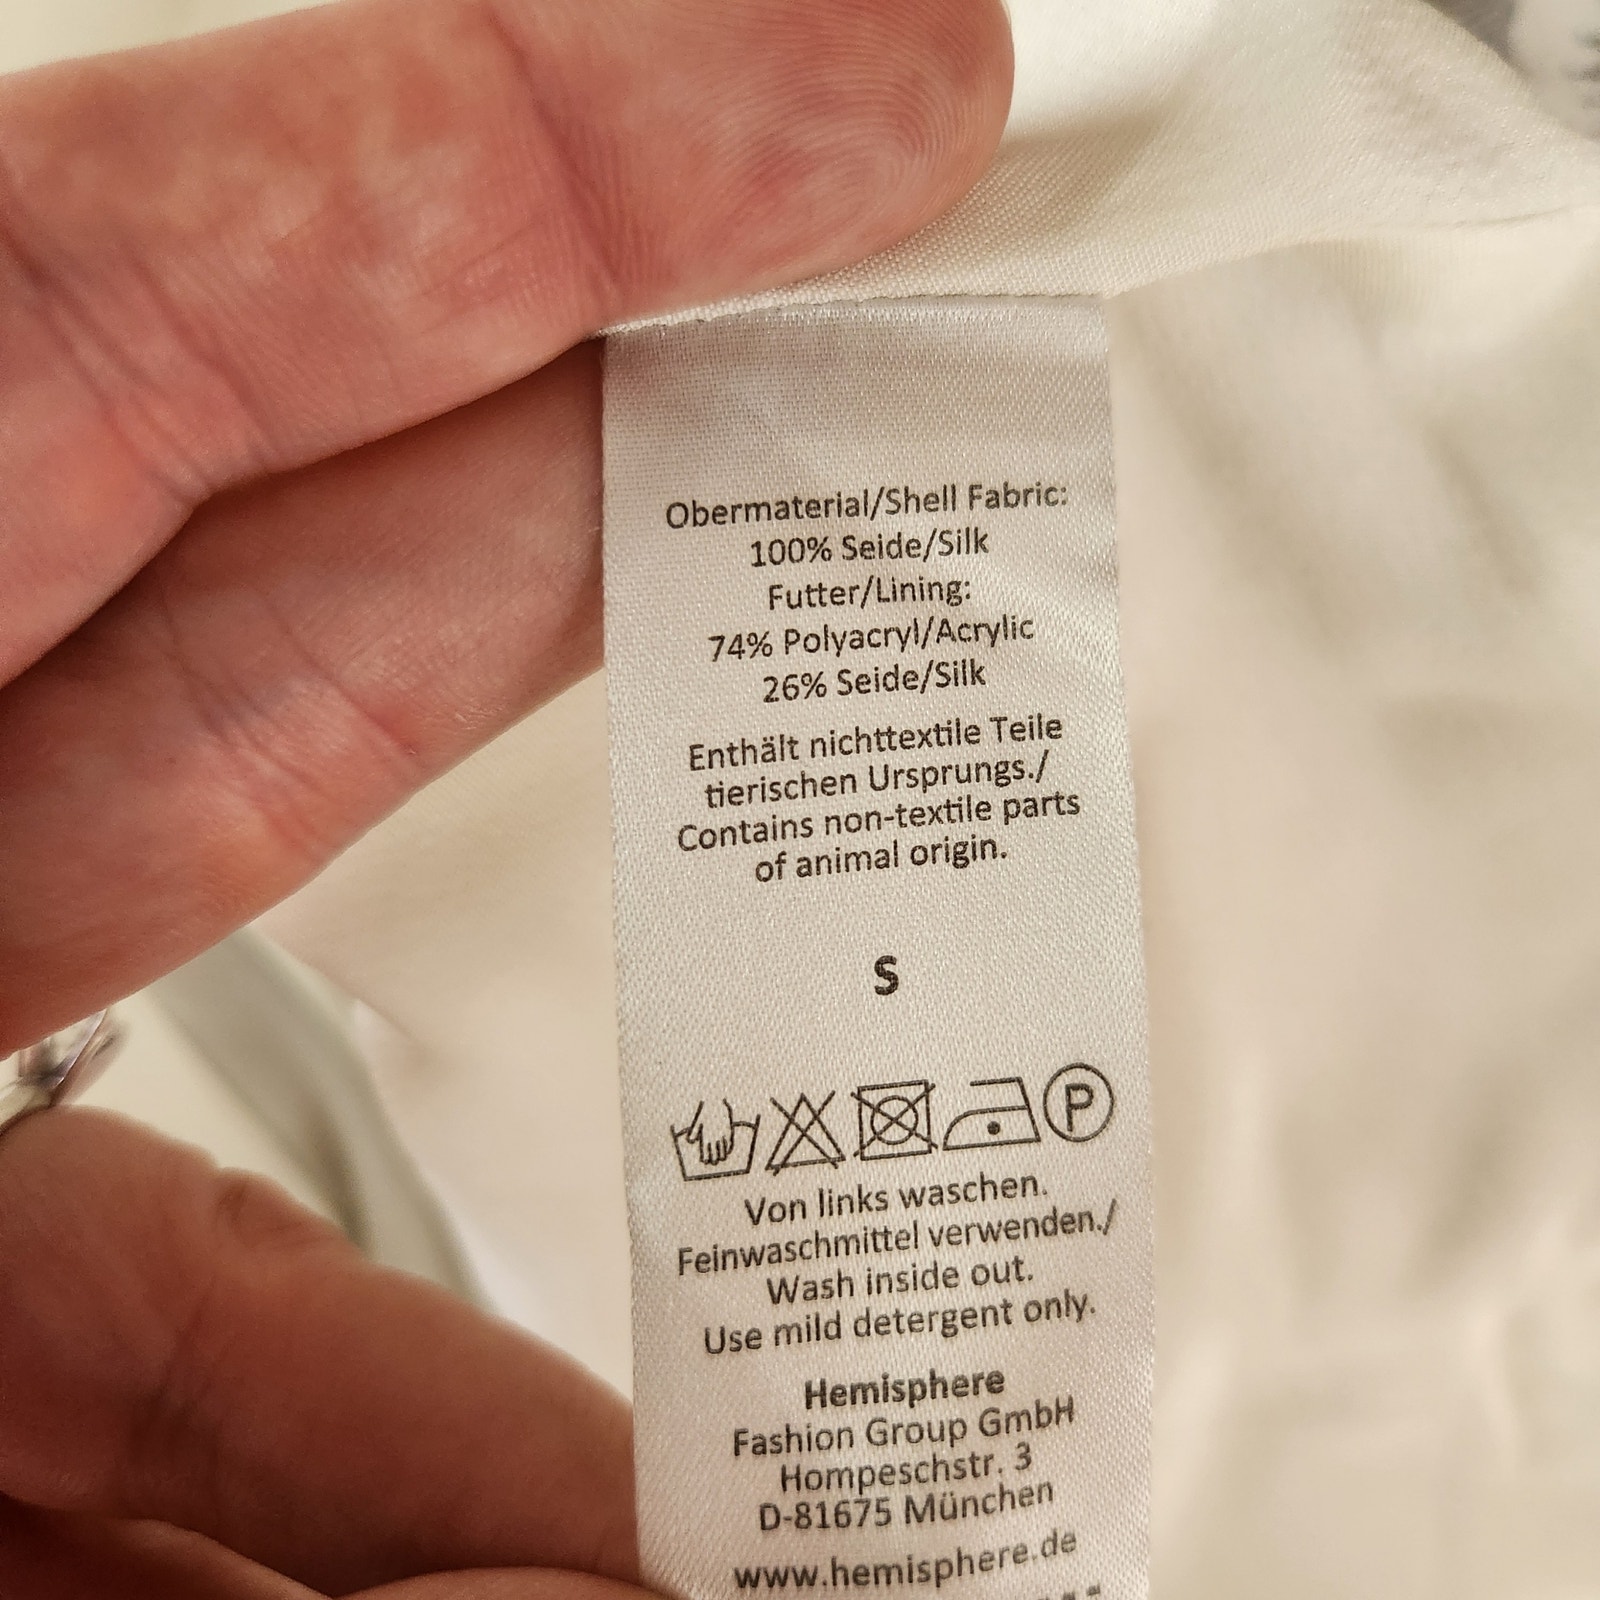 Obermaterial/Shell Fabric:
100% Seide/Silk
Futter/Lining:
74% Polyacryl/Acrylic
26% Seide/Silk
Enthält nichttextile Teile
tierischen Ursprungs./
Contains non-textile parts
of animal origin.
S
P
Von links waschen.
Feinwaschmittel verwenden./
Wash inside out.
Use mild detergent only.
Hemisphere
Fashion Group GmbH
Hompeschstr. 3
D-81675 München
www.hemisphere.de